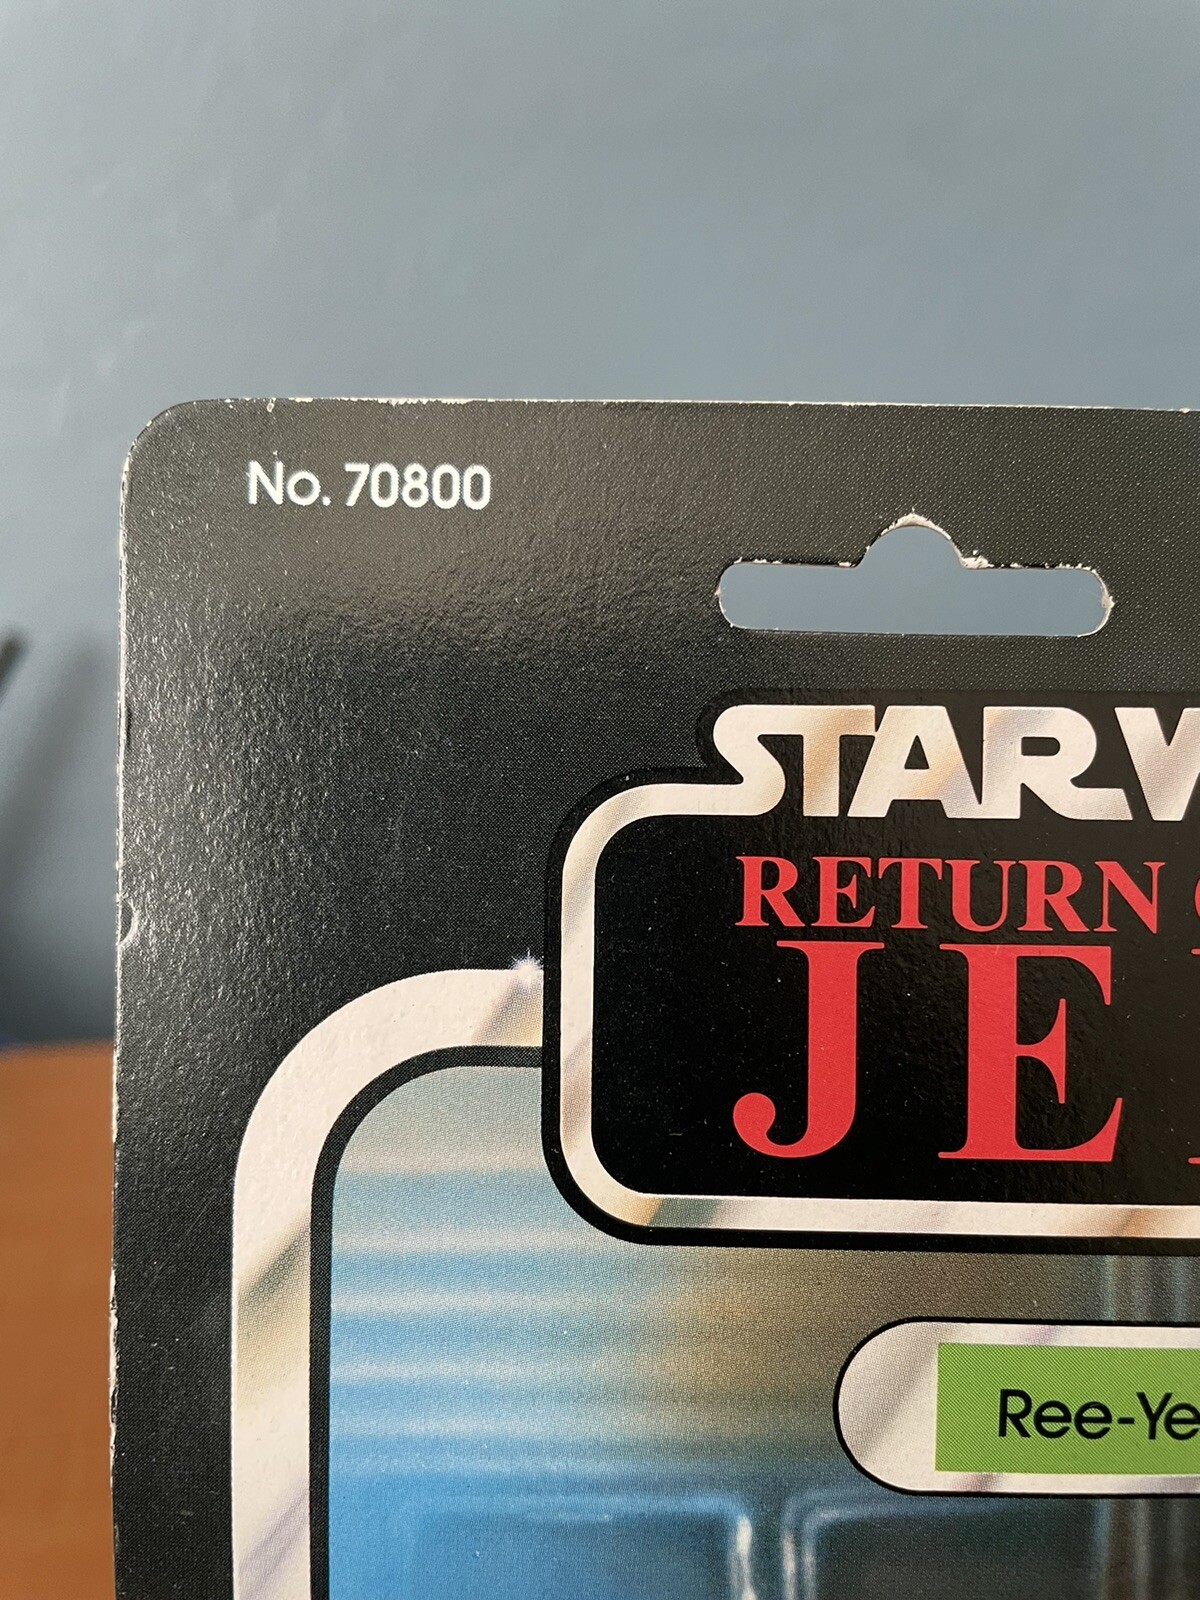 No. 70800
STAR W
RETURN
JE
Ree-Ye